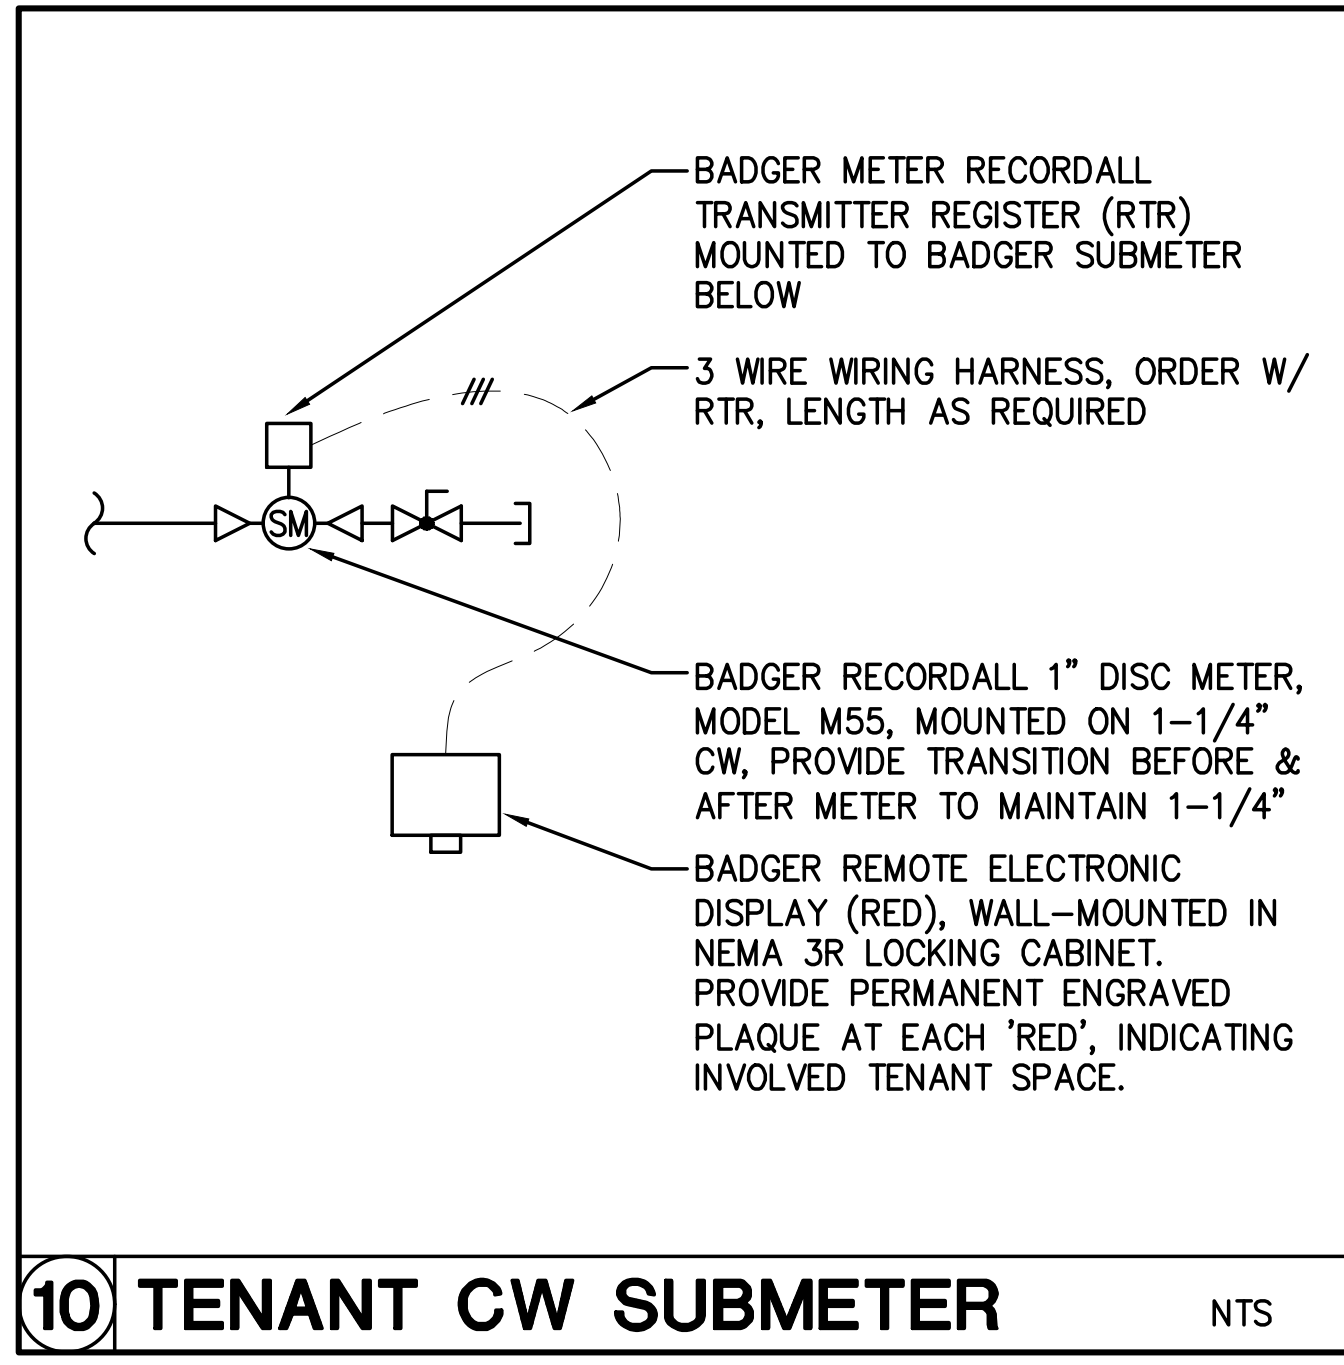 BADGER METER RECORDALL
TRANSMITTER REGISTER (RTR)
MOUNTED TO BADGER SUBMETER
BELOW
3 WIRE WIRING HARNESS, ORDER W/
RTR, LENGTH AS REQUIRED
SM
BADGER RECORDALL 1" DISC METER,
MODEL M55, MOUNTED ON 1-1/4"
CW, PROVIDE TRANSITION BEFORE &
AFTER METER TO MAINTAIN 1-1/4"
BADGER REMOTE ELECTRONIC
DISPLAY (RED), WALL-MOUNTED IN
NEMA 3R LOCKING CABINET.
PROVIDE PERMANENT ENGRAVED
PLAQUE AT EACH 'RED', INDICATING
INVOLVED TENANT SPACE.
10 TENANT CW SUBMETER NTS